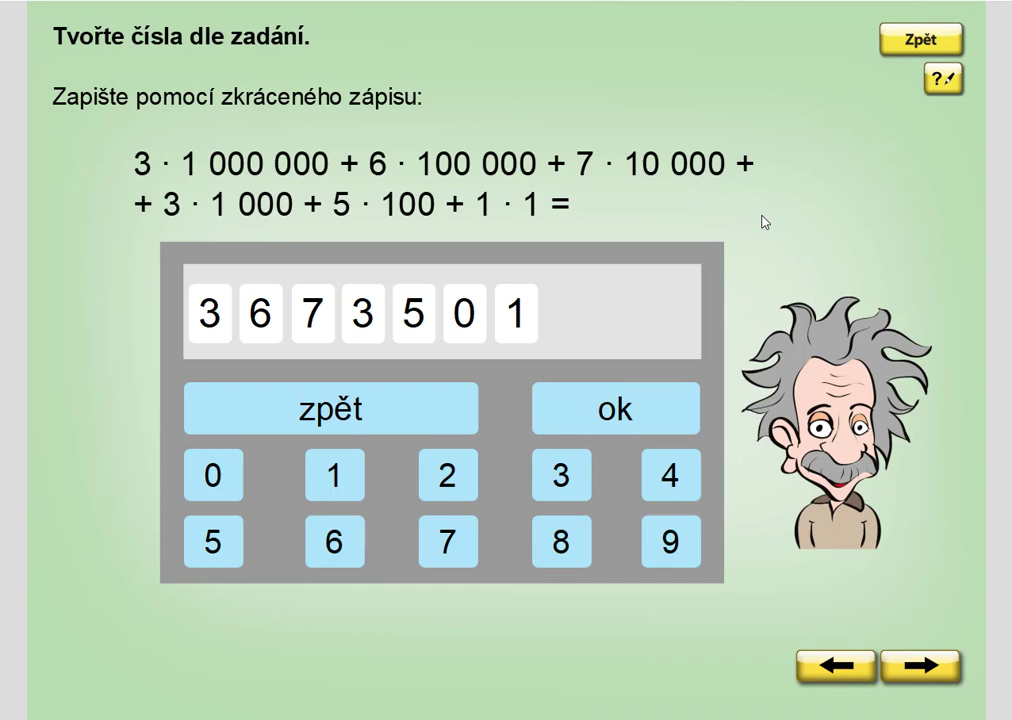 Tvořte čísla dle zadání.
Zpět
?
Zapište pomocí zkráceného zápisu:
3 · 1 000 000 + 6 · 100 000 + 7 · 10 000 +
+ 3 · 1 000 + 5 · 100 + 1 · 1 =
3 6 7 3 5 0 1
zpět ok
0 1 2 3 4
5 6 7 8 9